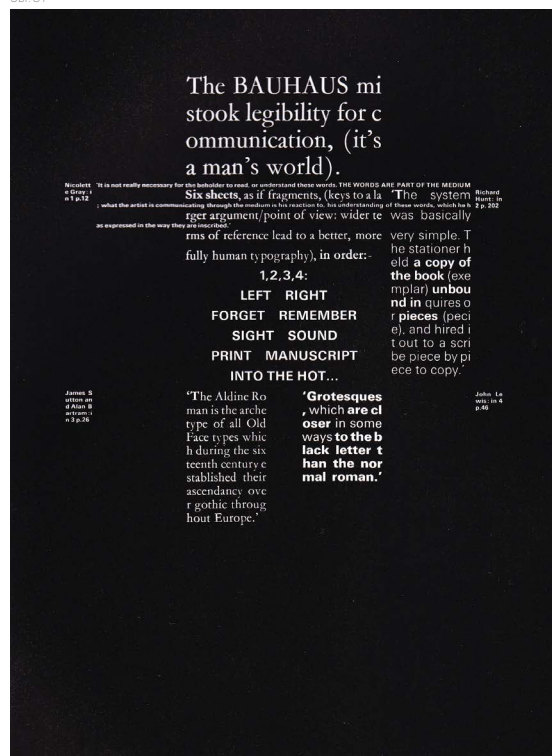 The BAUHAUS mi
stook legibility for c
ommunication, (it's
a man's world).
Nicolett
e Gray: i
n 1 p.12
'It is not really necessary for the beholder to read, or understand these words. THE WORDS ARE PART OF THE MEDIUM
; what the artist is communicating through the medium is his reaction to, his understanding of these words, which he h
as expressed in the way they are inscribed.'
Six sheets, as if fragments, (keys to a la
rger argument/point of view: wider te
rms of reference lead to a better, more
fully human typography), in order:-
1,2,3,4:
LEFT RIGHT
FORGET REMEMBER
SIGHT SOUND
PRINT MANUSCRIPT
INTO THE HOT...
'The system
was basically
very simple. T
he stationer h
eld a copy of
the book (exe
mplar) unbou
nd in quires o
r pieces (peci
e), and hired i
t out to a scri
be piece by pi
ece to copy.'
Richard
Hunt: in
2 p. 202
James S
utton an
d Alan B
artram: i
n 3 p.26
'The Aldine Ro
man is the arche
type of all Old
Face types whic
h during the six
teenth century e
stablished their
ascendancy ove
r gothic throug
hout Europe.'
'Grotesques
, which are cl
oser in some
ways to the b
lack letter t
han the nor
mal roman.'
John Le
wis: in 4
p.46